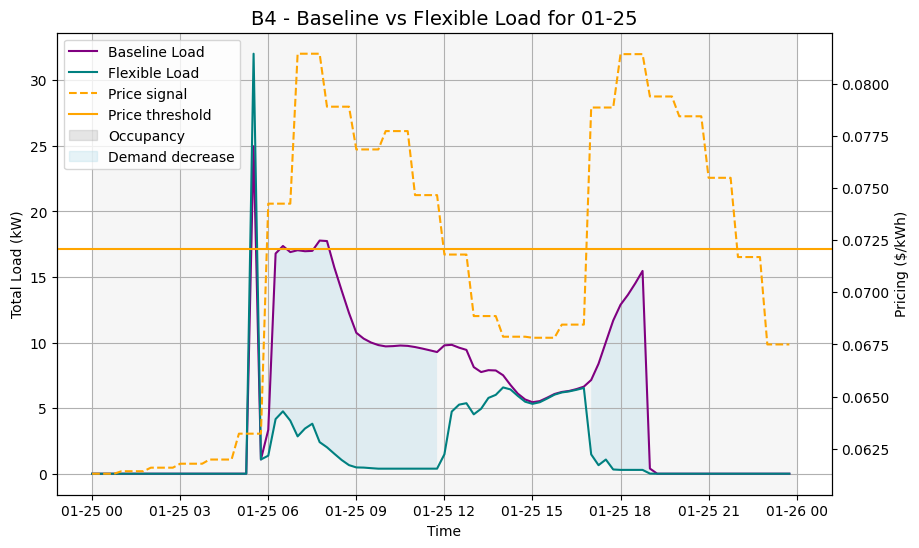 B4 - Baseline vs Flexible Load for 01-25
Baseline Load
Flexible Load
Price signal
Price threshold
Occupancy
Demand decrease
Total Load (kW)
30
25
20
15
10
5
0
0.0800
0.0775
0.0750
0.0725
0.0700
0.0675
0.0650
0.0625
Pricing ($/kWh)
01-25 00
01-25 03
01-25 06
01-25 09
01-25 12
01-25 15
01-25 18
01-25 21
01-26 00
Time